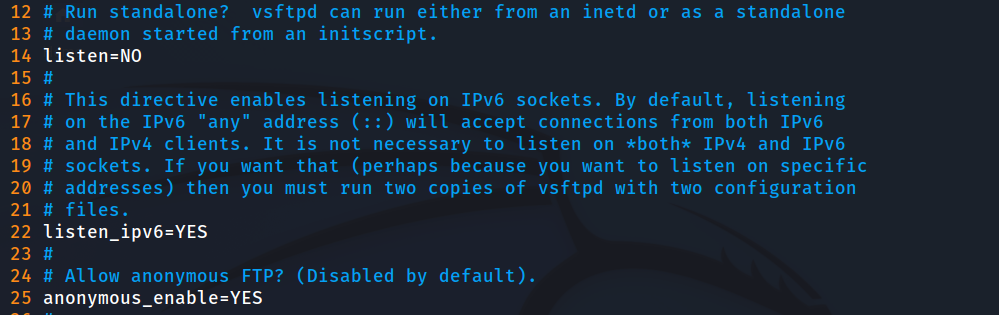 12 # Run standalone?  vsftpd can run either from an inetd or as a standalone
13 # daemon started from an initscript.
14 listen=NO
15 #
16 # This directive enables listening on IPv6 sockets. By default, listening
17 # on the IPv6 "any" address (::) will accept connections from both IPv6
18 # and IPv4 clients. It is not necessary to listen on *both* IPv4 and IPv6
19 # sockets. If you want that (perhaps because you want to listen on specific
20 # addresses) then you must run two copies of vsftpd with two configuration
21 # files.
22 listen_ipv6=YES
23 #
24 # Allow anonymous FTP? (Disabled by default).
25 anonymous_enable=YES